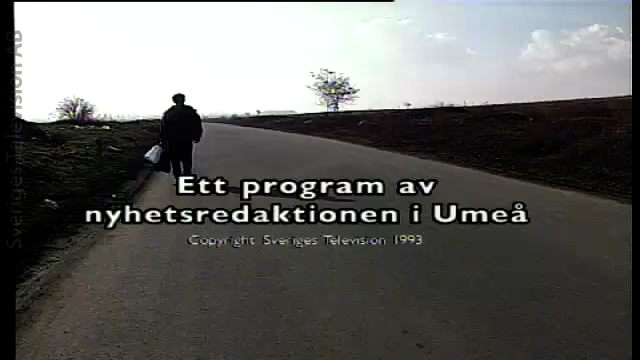 Ett program av
nyhetsredaktionen i Umeå
Copyright Sveriges Television 1993
Sveriges Television AB